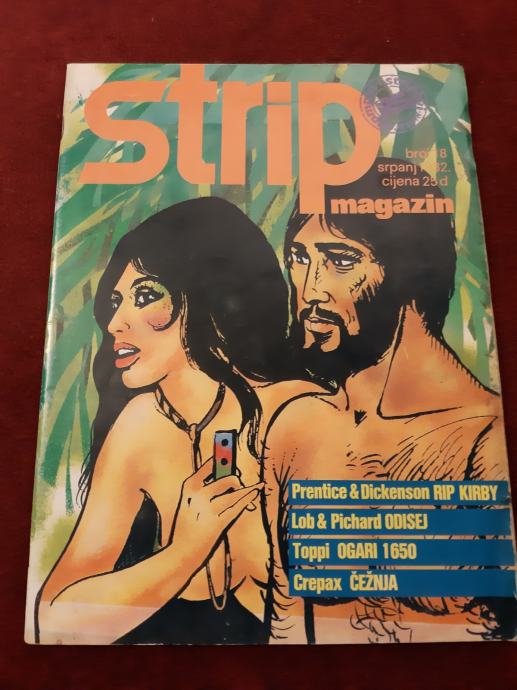 strip
broj 8
srpanj 1982.
cijena 25 d
magazin
Prentice & Dickenson RIP KIRBY
Lob & Pichard ODISEJ
Toppi OGARI 1650
Crepax ČEŽNJA